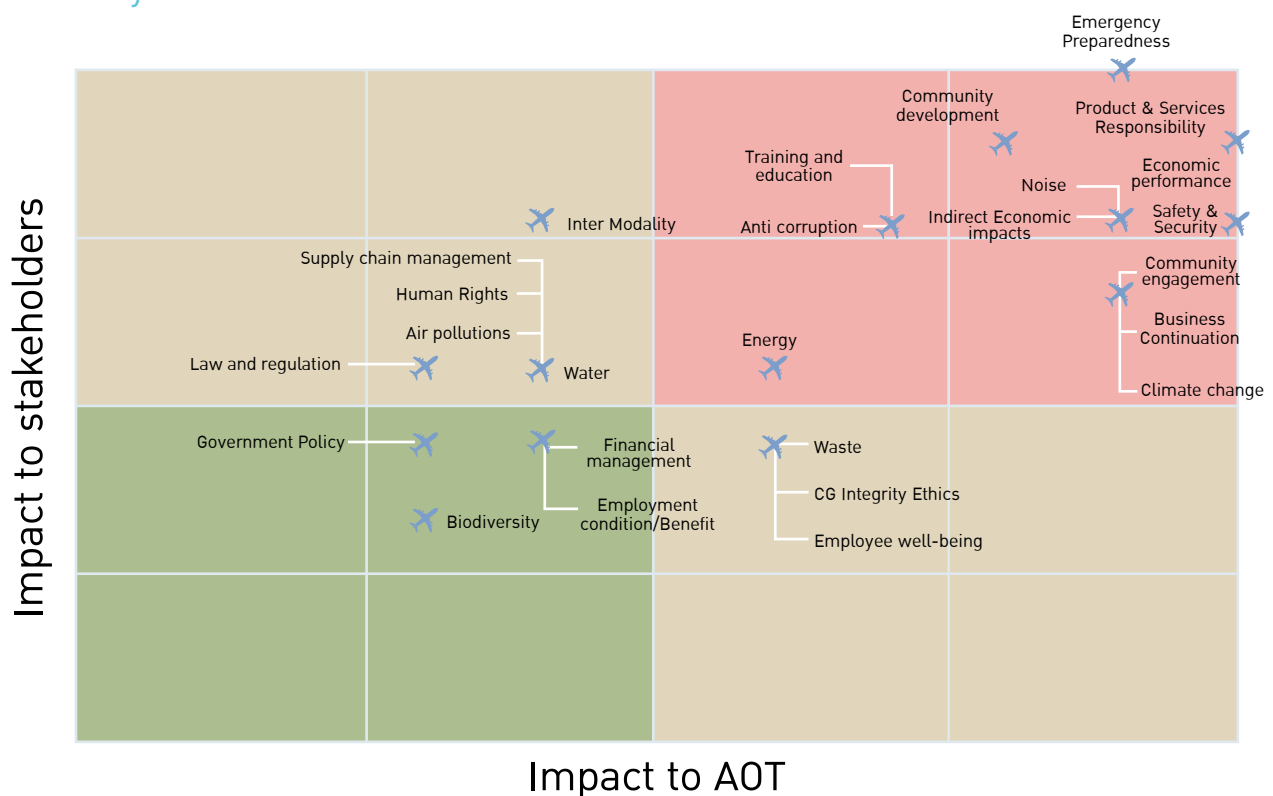 Emergency
Preparedness
Community
development
Product & Services
Responsibility
Training and
education
Economic
performance
Noise
Anti corruption
Indirect Economic
impacts
Safety &
Security
Inter Modality
Supply chain management
Human Rights
Air pollutions
Law and regulation
Water
Energy
Community
engagement
Business
Continuation
Climate change
Government Policy
Financial
management
Employment
condition/Benefit
Biodiversity
Waste
CG Integrity Ethics
Employee well-being
Impact to stakeholders
Impact to AOT